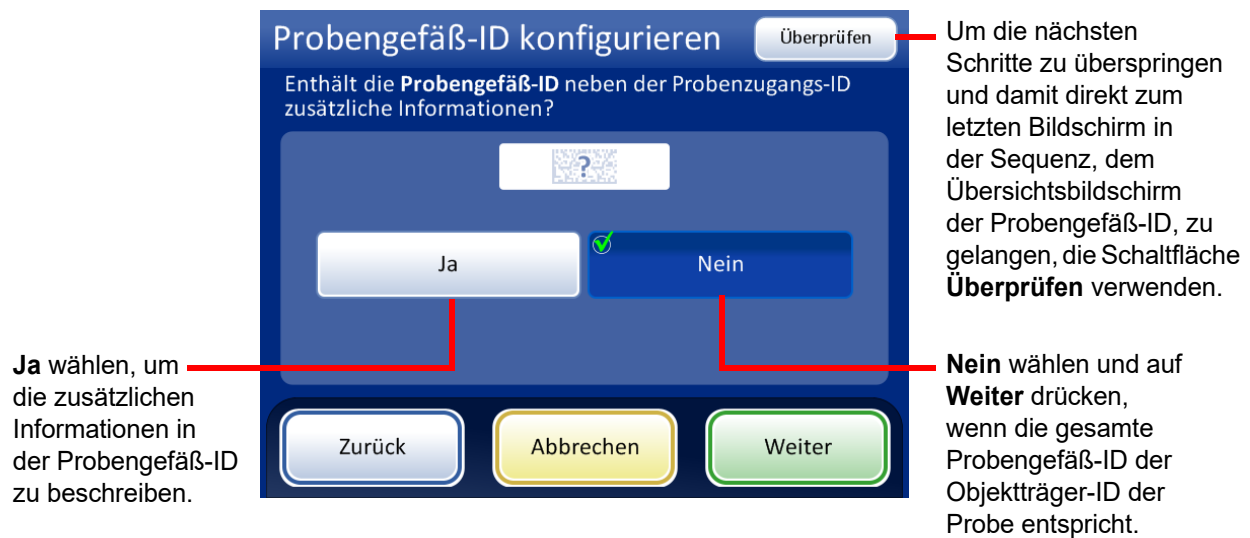 Probengefäß-ID konfigurieren
Überprüfen
Enthält die Probengefäß-ID neben der Probenzugangs-ID
zusätzliche Informationen?
?
Ja
Nein
Zurück
Abbrechen
Weiter
Um die nächsten
Schritte zu überspringen
und damit direkt zum
letzten Bildschirm in
der Sequenz, dem
Übersichtsbildschirm
der Probengefäß-ID, zu
gelangen, die Schaltfläche
Überprüfen verwenden.
Ja wählen, um
die zusätzlichen
Informationen in
der Probengefäß-ID
zu beschreiben.
Nein wählen und auf
Weiter drücken,
wenn die gesamte
Probengefäß-ID der
Objektträger-ID der
Probe entspricht.